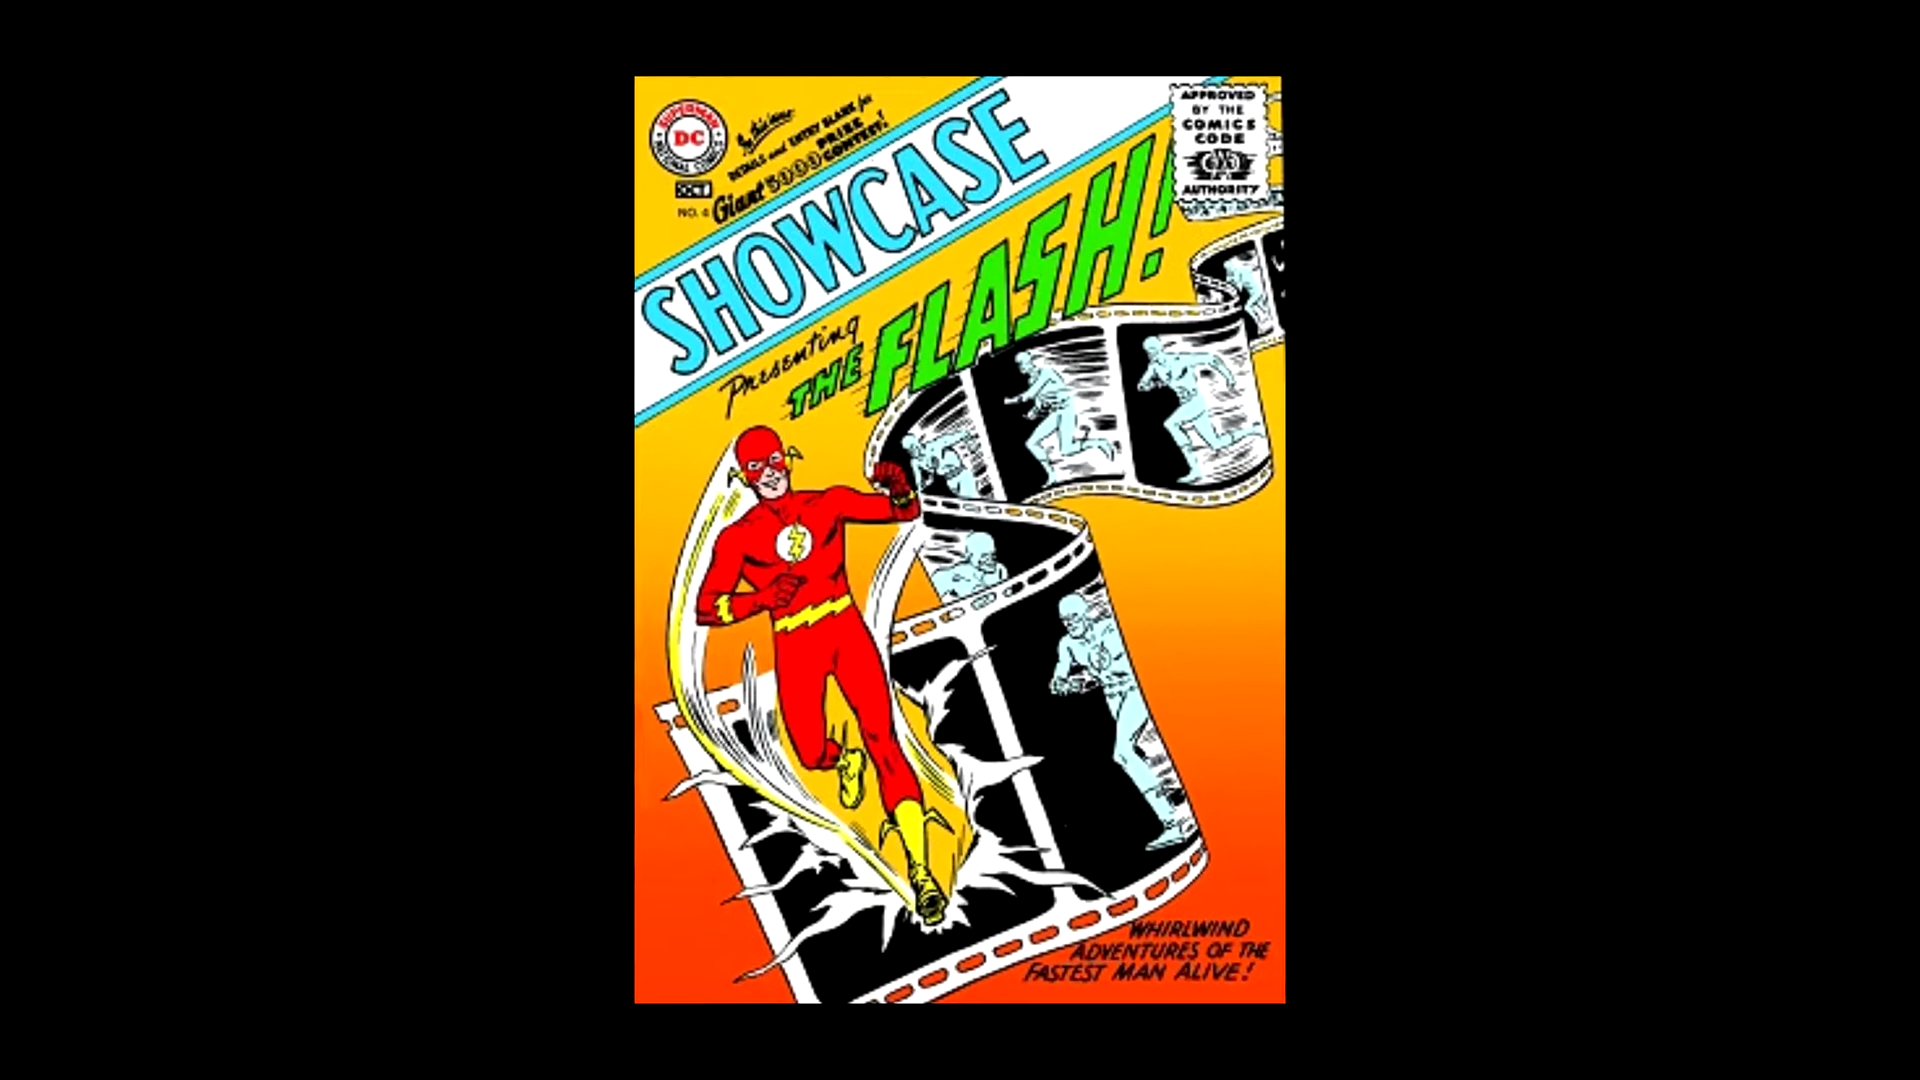 SUPERMAN
DC
NATIONAL COMICS
OCT.
NO. 4
In this issue
DETAILS and ENTRY BLANK for
Giant 5000 PRIZE
CONTEST!
APPROVED
BY THE
COMICS
CODE
AUTHORITY
SHOWCASE
Presenting
THE FLASH!
WHIRLWIND
ADVENTURES OF THE
FASTEST MAN ALIVE!